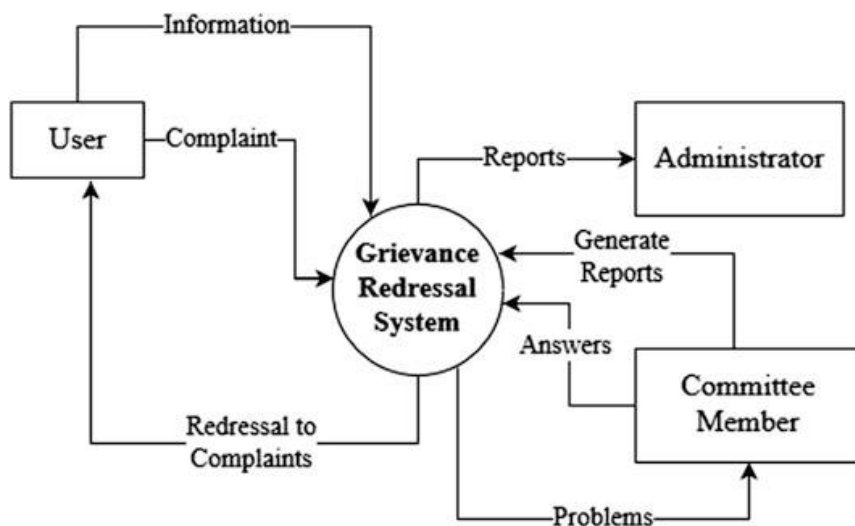 Information
User
Complaint
Reports
Administrator
Grievance
Redressal
System
Generate
Reports
Answers
Committee
Member
Redressal to
Complaints
Problems